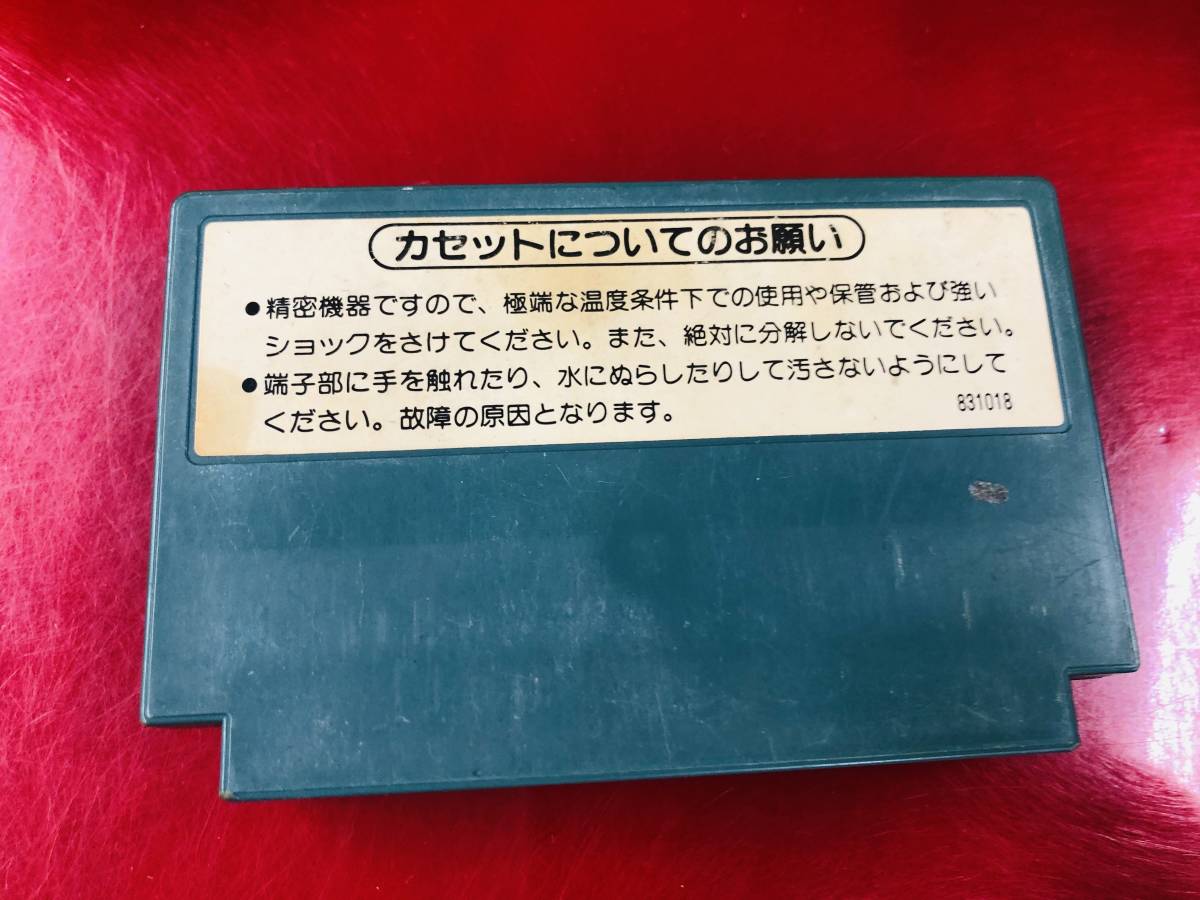 カセットについてのお願い
●精密機器ですので、極端な温度条件下での使用や保管および強い
ショックをさけてください。また、絶対に分解しないでください。
●端子部に手を触れたり、水にぬらしたりして汚さないようにして
ください。故障の原因となります。
831018